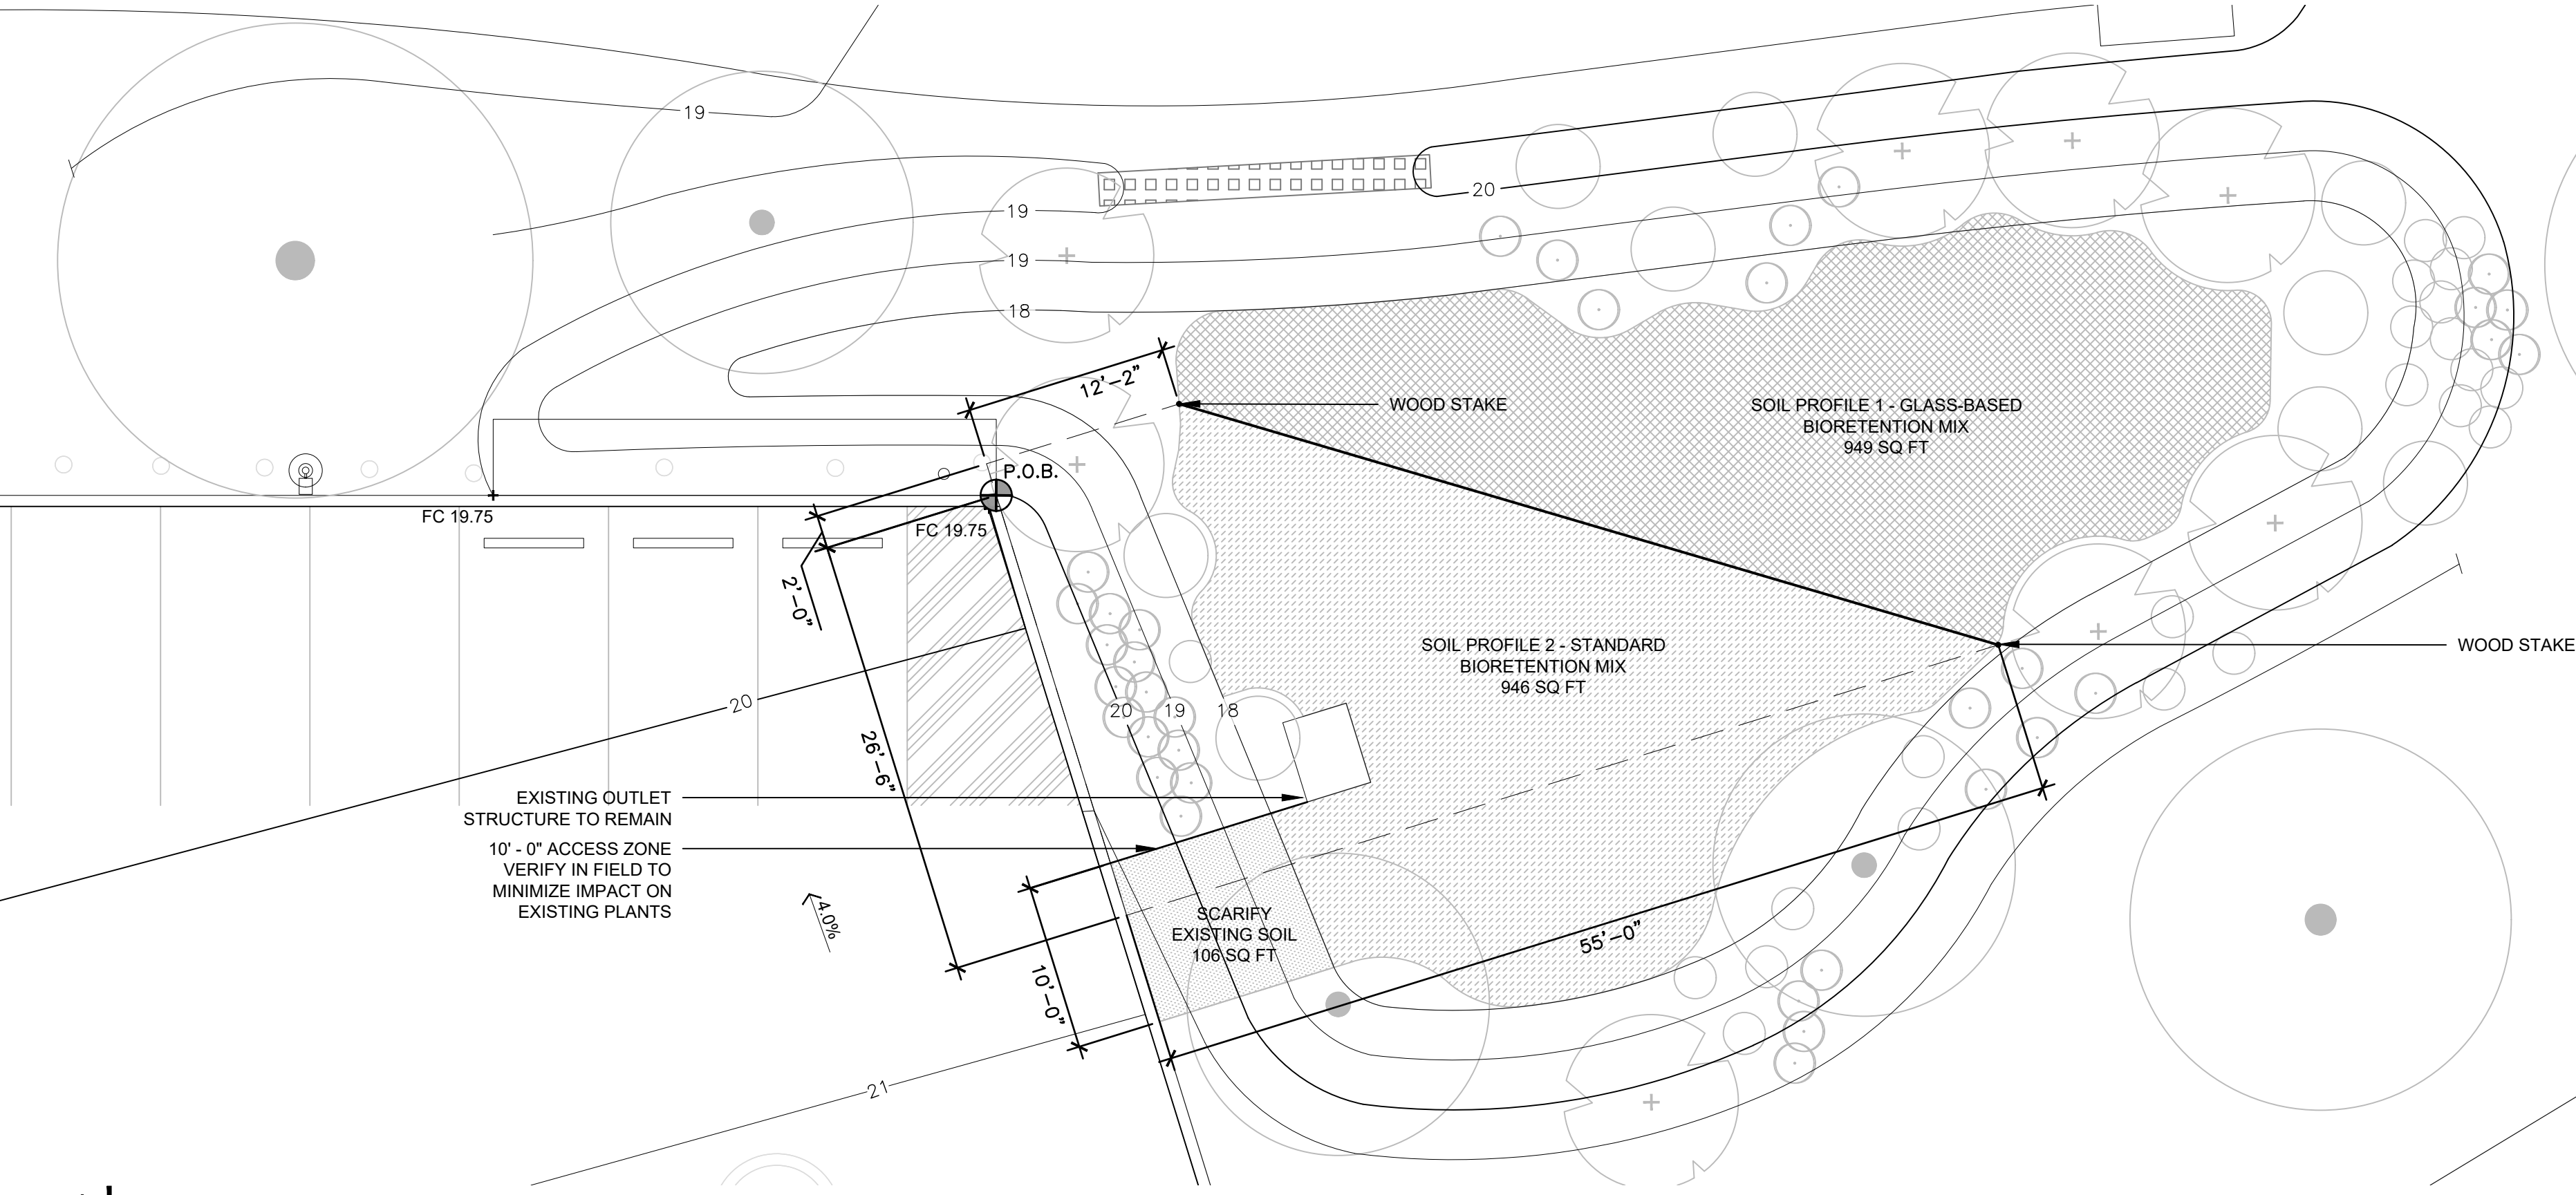 19
19
20
19
18
12'-2"
WOOD STAKE
SOIL PROFILE 1 - GLASS-BASED
BIORETENTION MIX
949 SQ FT
P.O.B.
FC 19.75
FC 19.75
2'-0"
SOIL PROFILE 2 - STANDARD
BIORETENTION MIX
946 SQ FT
WOOD STAKE
20
20
19
18
26'-6"
EXISTING OUTLET
STRUCTURE TO REMAIN
10' - 0" ACCESS ZONE
VERIFY IN FIELD TO
MINIMIZE IMPACT ON
EXISTING PLANTS
4.0%
SCARIFY
EXISTING SOIL
106 SQ FT
55'-0"
10'-0"
21